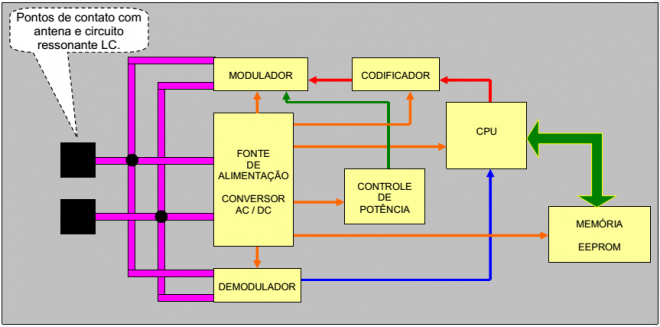 Pontos de contato com
antena e circuito
ressonante LC.
MODULADOR
CODIFICADOR
CPU
FONTE
DE
ALIMENTAÇÃO
CONVERSOR
AC / DC
CONTROLE
DE
POTÊNCIA
MEMÓRIA
EEPROM
DEMODULADOR